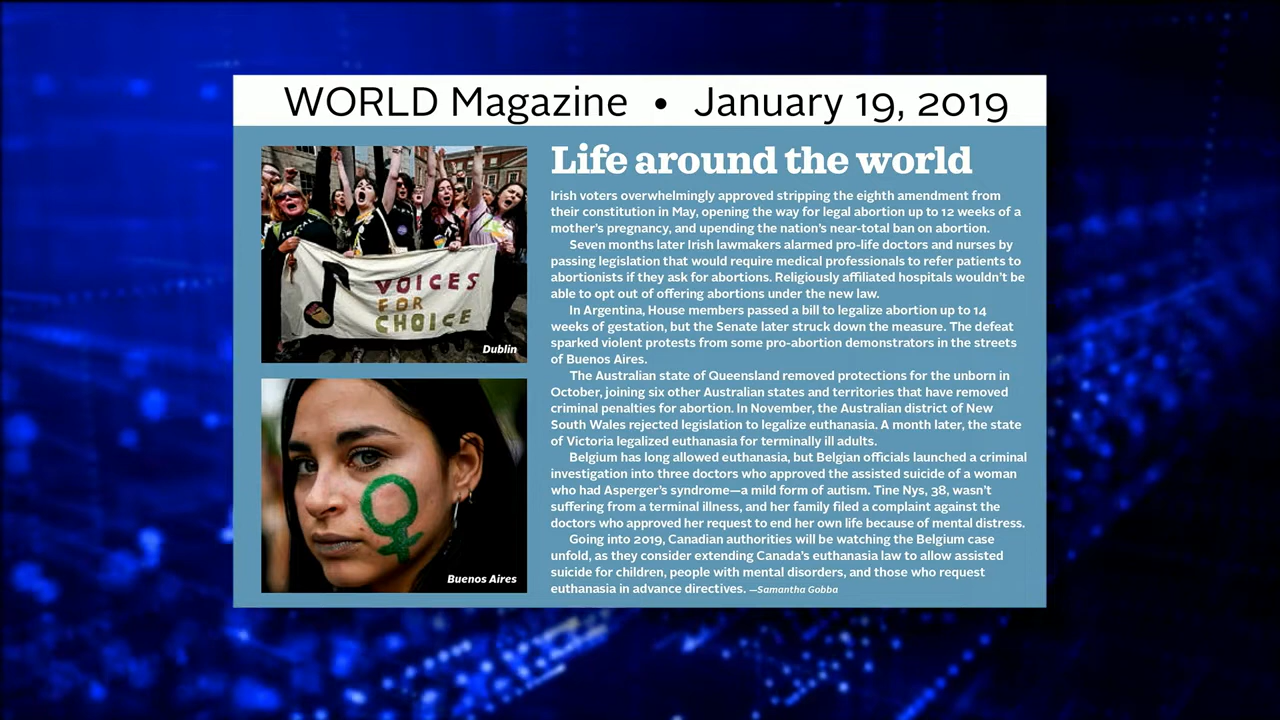 WORLD Magazine • January 19, 2019
VOICES
FOR
CHOICE
Dublin
Buenos Aires
Life around the world
Irish voters overwhelmingly approved stripping the eighth amendment from
their constitution in May, opening the way for legal abortion up to 12 weeks of a
mother's pregnancy, and upending the nation's near-total ban on abortion.
Seven months later Irish lawmakers alarmed pro-life doctors and nurses by
passing legislation that would require medical professionals to refer patients to
abortionists if they ask for abortions. Religiously affiliated hospitals wouldn't be
able to opt out of offering abortions under the new law.
In Argentina, House members passed a bill to legalize abortion up to 14
weeks of gestation, but the Senate later struck down the measure. The defeat
sparked violent protests from some pro-abortion demonstrators in the streets
of Buenos Aires.
The Australian state of Queensland removed protections for the unborn in
October, joining six other Australian states and territories that have removed
criminal penalties for abortion. In November, the Australian district of New
South Wales rejected legislation to legalize euthanasia. A month later, the state
of Victoria legalized euthanasia for terminally ill adults.
Belgium has long allowed euthanasia, but Belgian officials launched a criminal
investigation into three doctors who approved the assisted suicide of a woman
who had Asperger's syndrome—a mild form of autism. Tine Nys, 38, wasn't
suffering from a terminal illness, and her family filed a complaint against the
doctors who approved her request to end her own life because of mental distress.
Going into 2019, Canadian authorities will be watching the Belgium case
unfold, as they consider extending Canada's euthanasia law to allow assisted
suicide for children, people with mental disorders, and those who request
euthanasia in advance directives. —Samantha Gobba